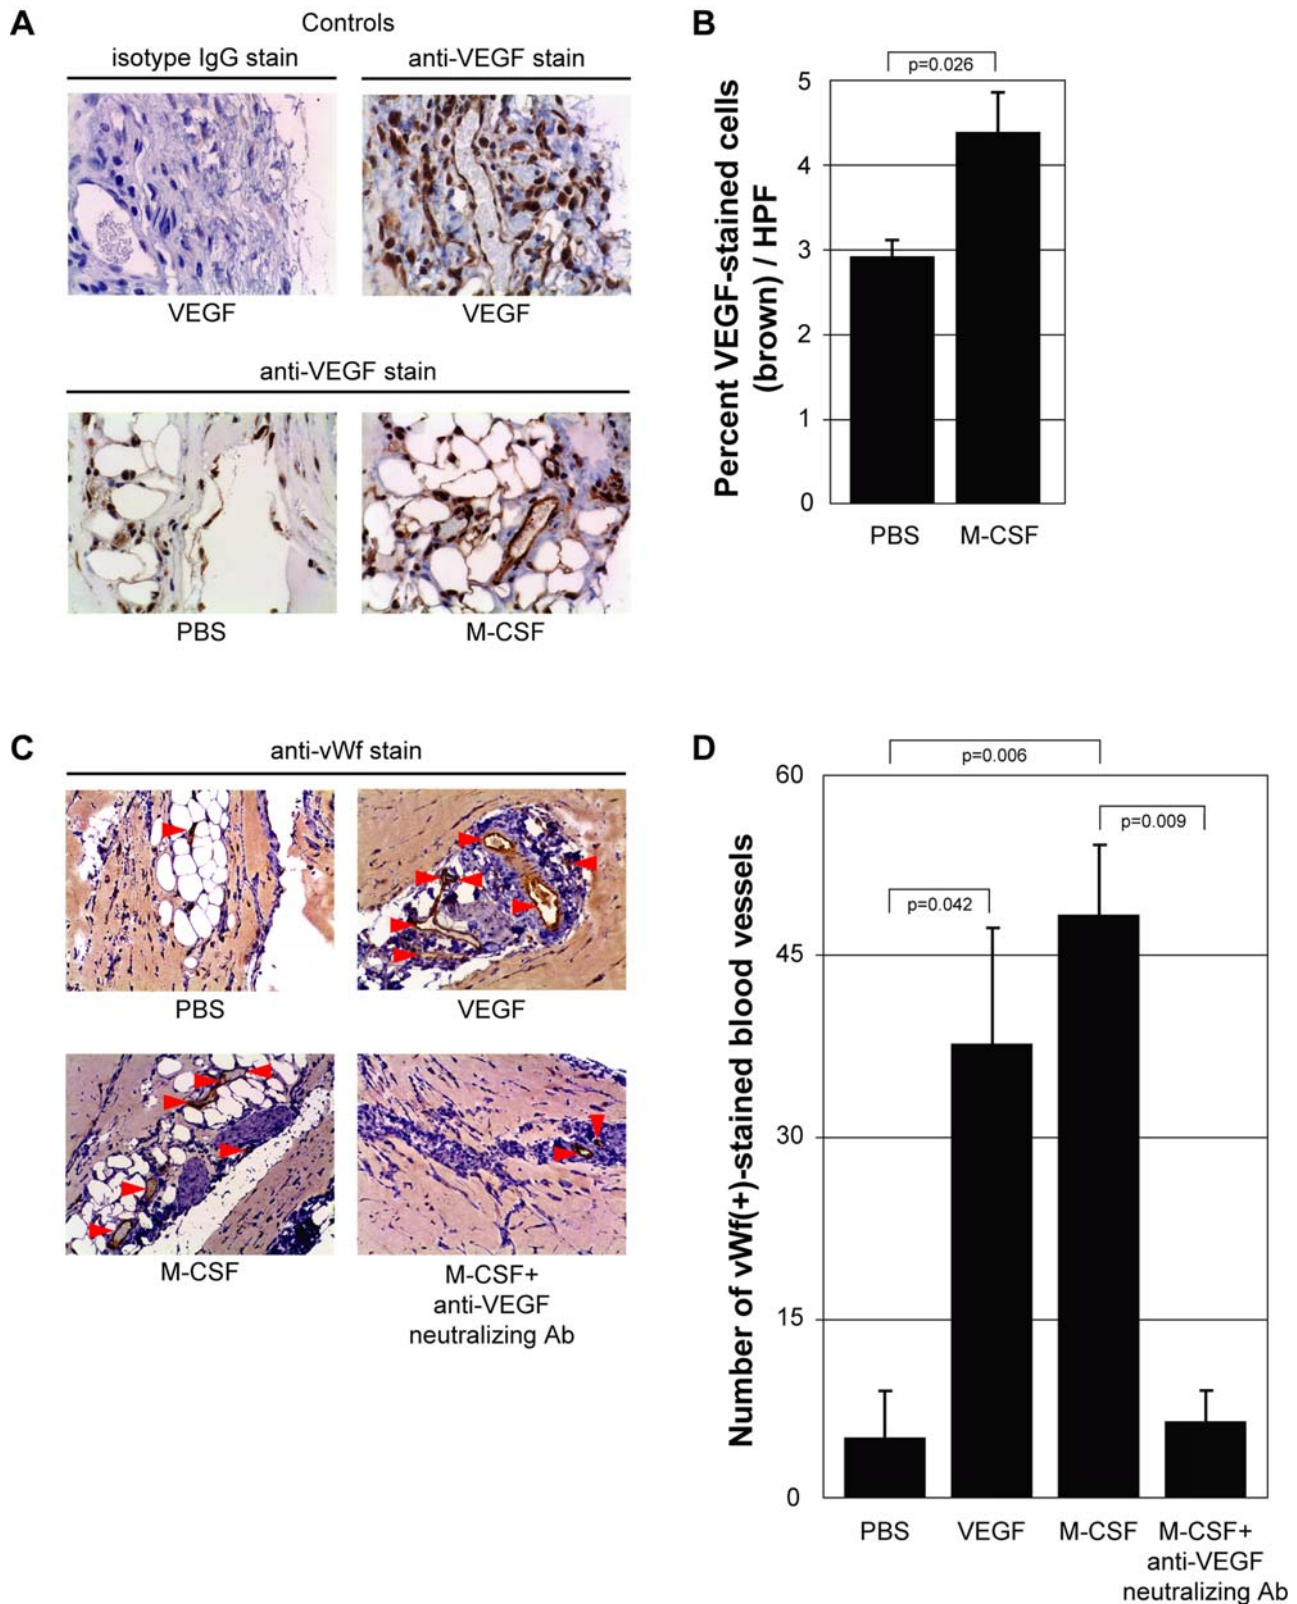 A
Controls
isotype IgG stain
anti-VEGF stain
VEGF
VEGF
anti-VEGF stain
PBS
M-CSF
B
p=0.026
Percent VEGF-stained cells
(brown) / HPF
5
4
3
2
1
0
PBS
M-CSF
C
anti-vWf stain
PBS
VEGF
M-CSF
M-CSF+
anti-VEGF
neutralizing Ab
D
p=0.006
p=0.009
p=0.042
Number of vWf(+)-stained blood vessels
60
45
30
15
0
PBS
VEGF
M-CSF
M-CSF+
anti-VEGF
neutralizing Ab